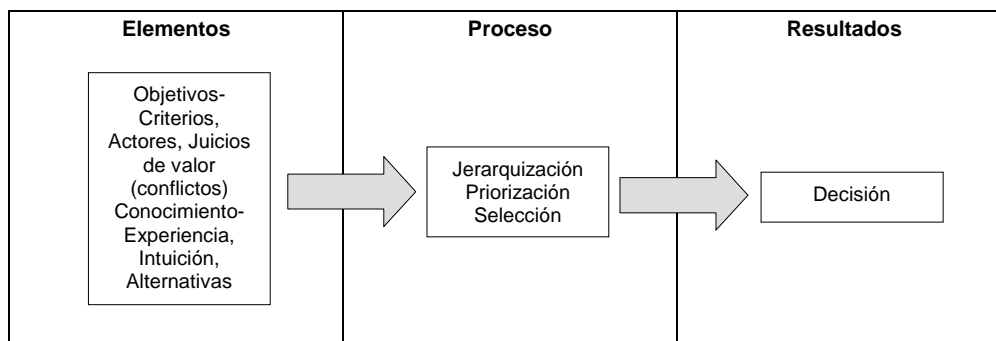 Elementos
Proceso
Resultados
Objetivos-
Criterios,
Actores, Juicios
de valor
(conflictos)
Conocimiento-
Experiencia,
Intuición,
Alternativas
Jerarquización
Priorización
Selección
Decisión